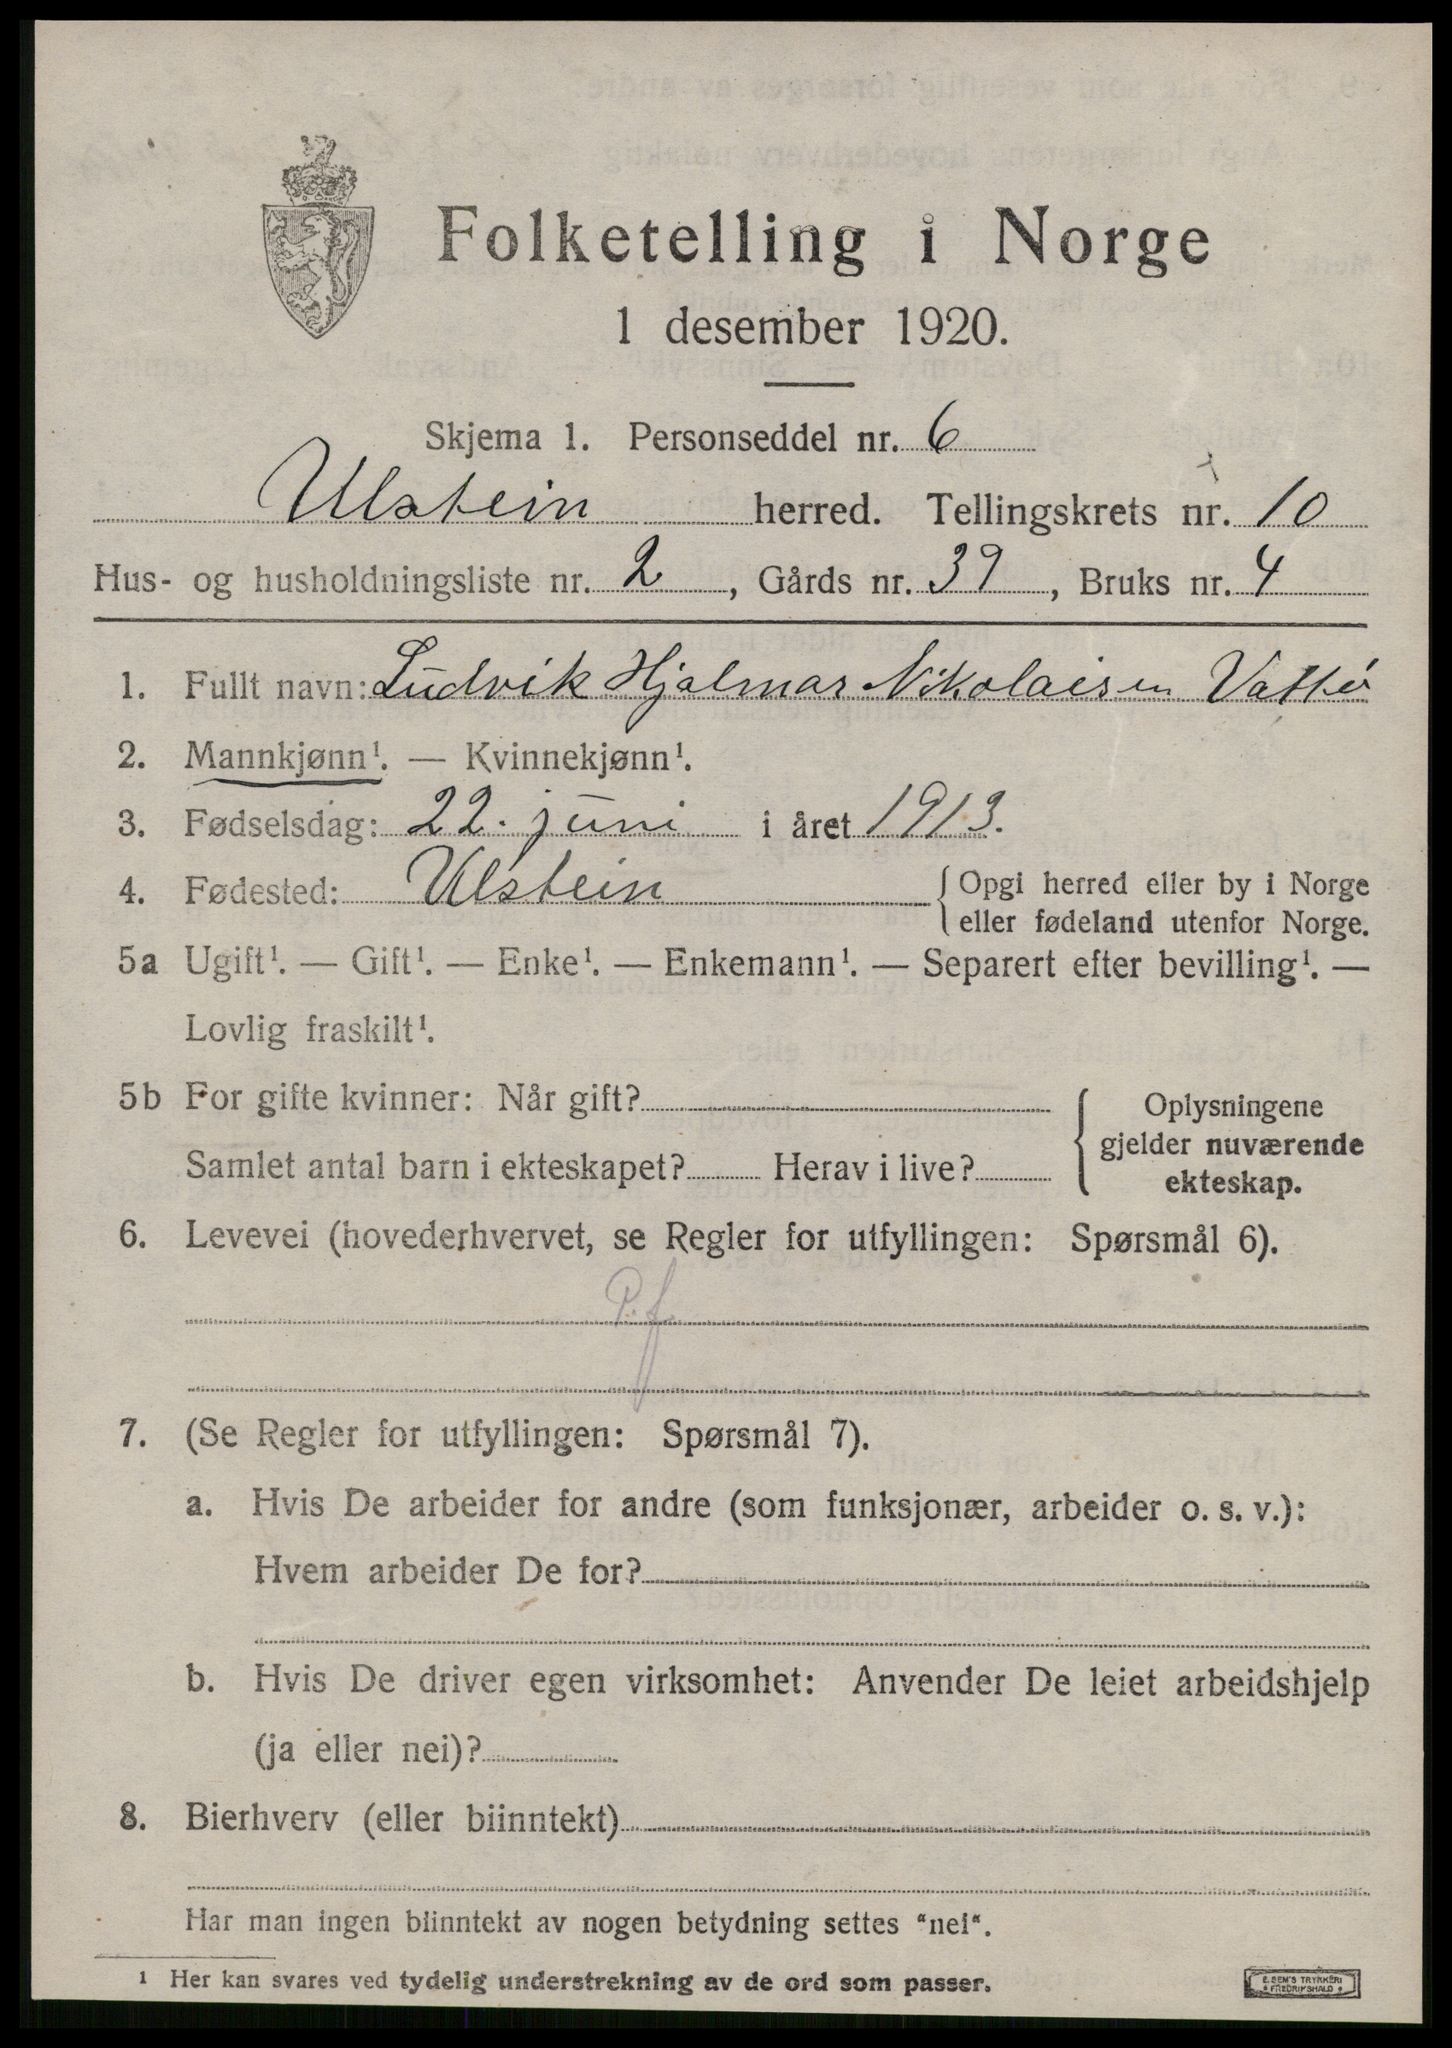 Folketelling i Norge
1 desember 1920.
Skjema 1. Personseddel nr. 6
Ulstein herred. Tellingskrets nr. 10
Hus- og husholdningsliste nr. 2, Gårds nr. 39, Bruks nr. 4
1. Fullt navn: Ludvik Hjalmar Nikolaisen
2. Mannkjønn¹. — Kvinnekjønn¹.
3. Fødselsdag: 22. juni i året 1913.
4. Fødested: Ulstein { Opgi herred eller by i Norge
eller fødeland utenfor Norge.
5a Ugift¹. — Gift¹. — Enke¹. — Enkemann¹. — Separert efter bevilling¹. —
Lovlig fraskilt¹.
5b For gifte kvinner: Når gift?
Samlet antal barn i ekteskapet? Herav i live?
{ Oplysningene
gjelder nuværende
ekteskap.
6. Levevei (hovederhvervet, se Regler for utfyllingen: Spørsmål 6).
P.f
7. (Se Regler for utfyllingen: Spørsmål 7).
a. Hvis De arbeider for andre (som funksjonær, arbeider o. s. v.):
Hvem arbeider De for?
b. Hvis De driver egen virksomhet: Anvender De leiet arbeidshjelp
(ja eller nei)?
8. Bierhverv (eller biinntekt)
Har man ingen biinntekt av nogen betydning settes "nei".
¹ Her kan svares ved tydelig understrekning av de ord som passer.
E. SEM'S TRYKKERI
FREDRIKSHALD